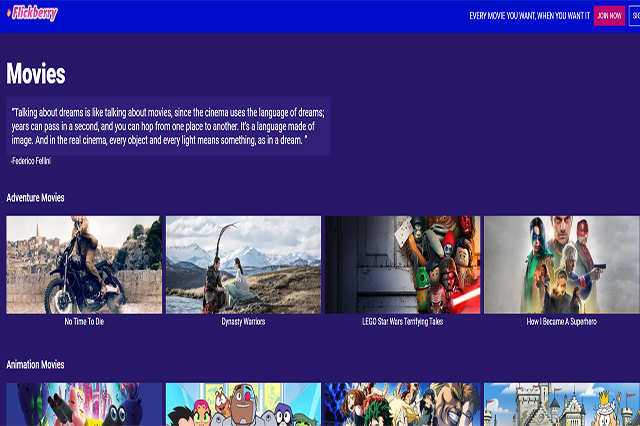 Flickberry
EVERY MOVIE YOU WANT, WHEN YOU WANT IT
JOIN NOW
Movies
"Talking about dreams is like talking about movies, since the cinema uses the language of dreams;
years can pass in a second, and you can hop from one place to another. It's a language made of
image. And in the real cinema, every object and every light means something, as in a dream. "
-Federico Fellini
Adventure Movies
No Time To Die
Dynasty Warriors
LEGO Star Wars Terrifying Tales
How I Became A Superhero
Animation Movies